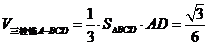 V三棱锥A−BCD = 1/3 · S△BCD · AD = √3/6